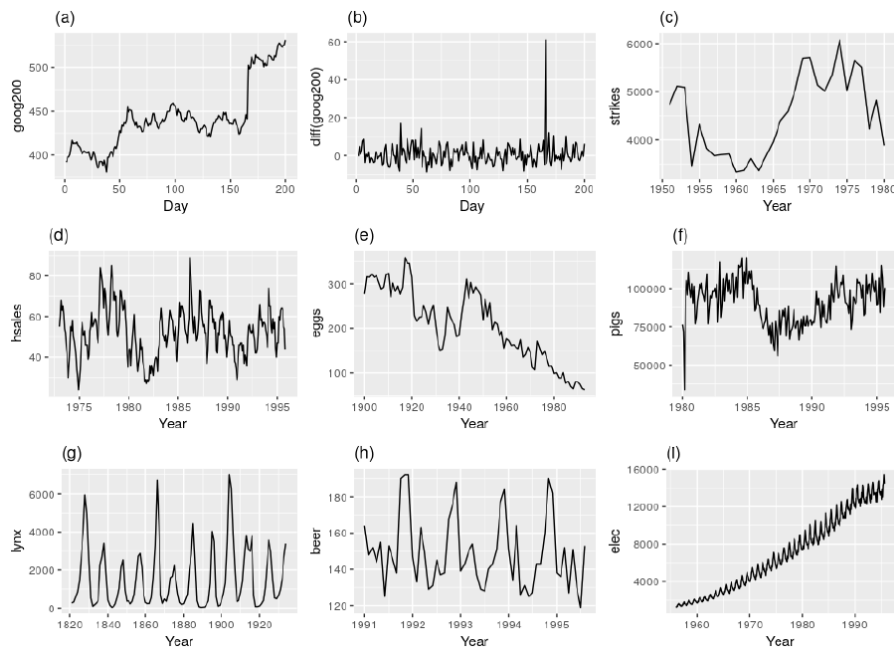 (a)
goog200
500
450
400
0 50 100 150 200
Day
(b)
diff(goog200)
60
40
20
0
0 50 100 150 200
Day
(c)
strikes
6000
5000
4000
1950 1955 1960 1965 1970 1975 1980
Year
(d)
hsales
80
60
40
1975 1980 1985 1990 1995
Year
(e)
eggs
300
200
100
1900 1920 1940 1960 1980
Year
(f)
pigs
100000
75000
50000
1980 1985 1990 1995
Year
(g)
lynx
6000
4000
2000
0
1820 1840 1860 1880 1900 1920
Year
(h)
beer
180
160
140
120
1991 1992 1993 1994 1995
Year
(i)
elec
16000
12000
8000
4000
1960 1970 1980 1990
Year